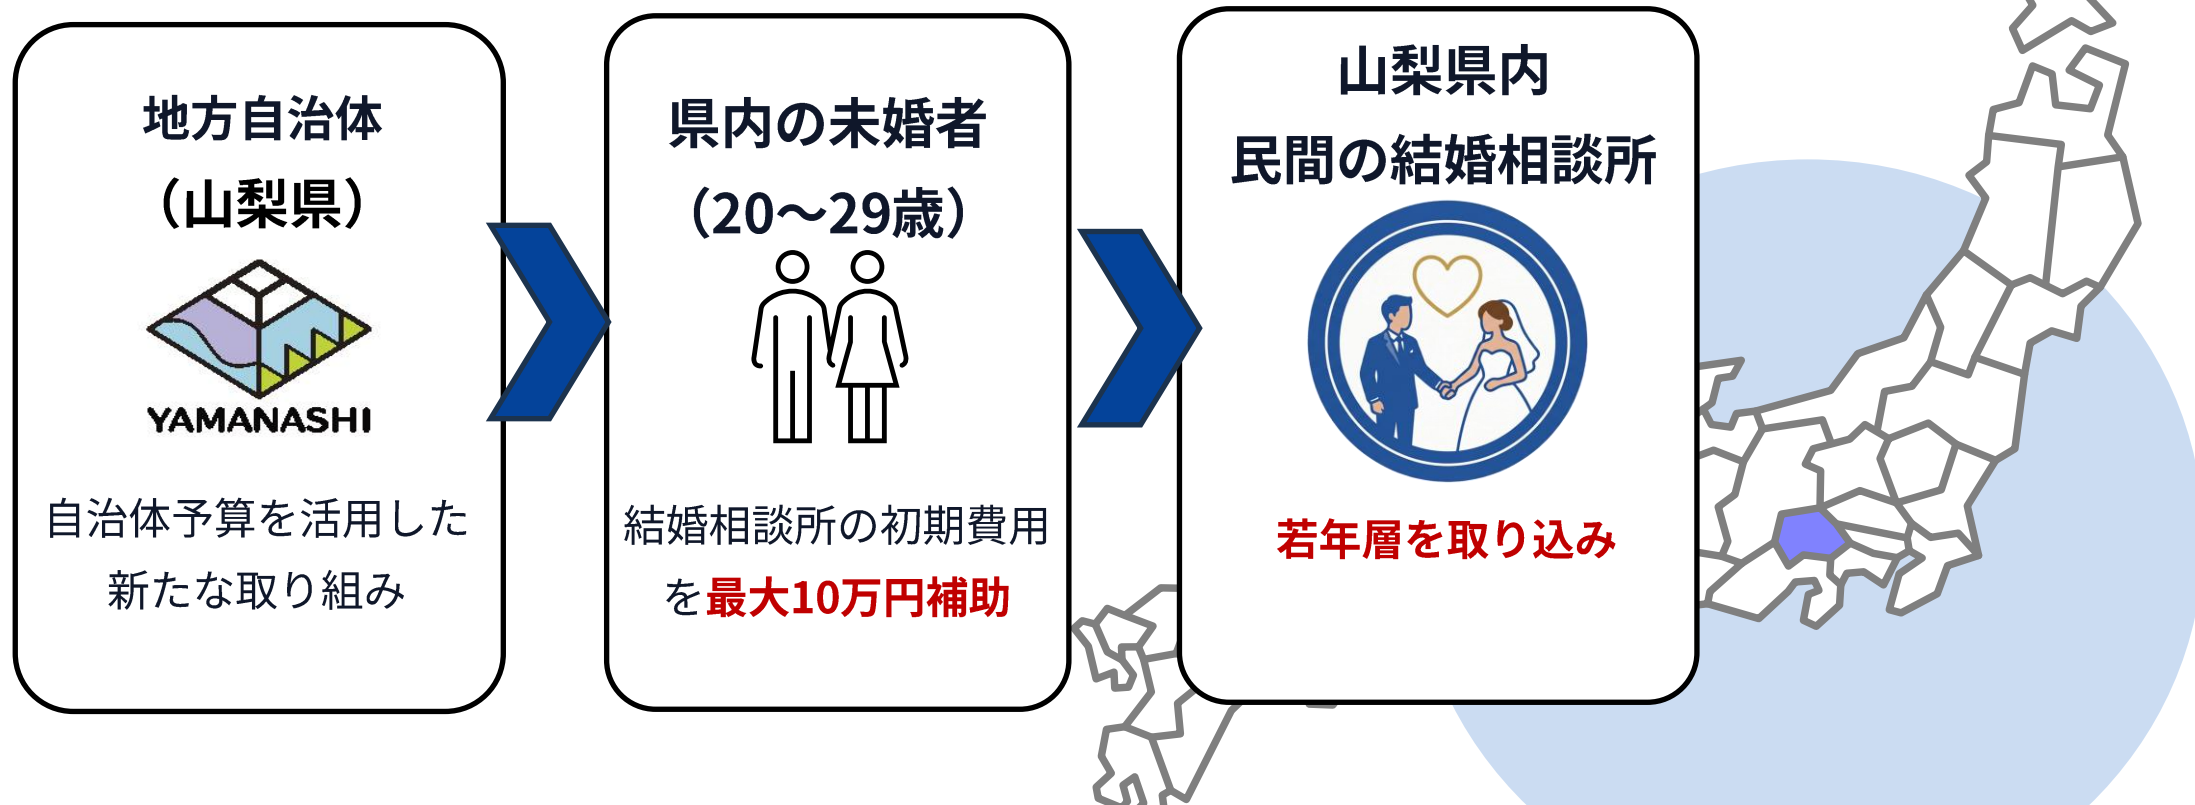 地方自治体
（山梨県）
YAMANASHI
自治体予算を活用した
新たな取り組み
県内の未婚者
（20〜29歳）
結婚相談所の初期費用
を最大10万円補助
山梨県内
民間の結婚相談所
若年層を取り込み